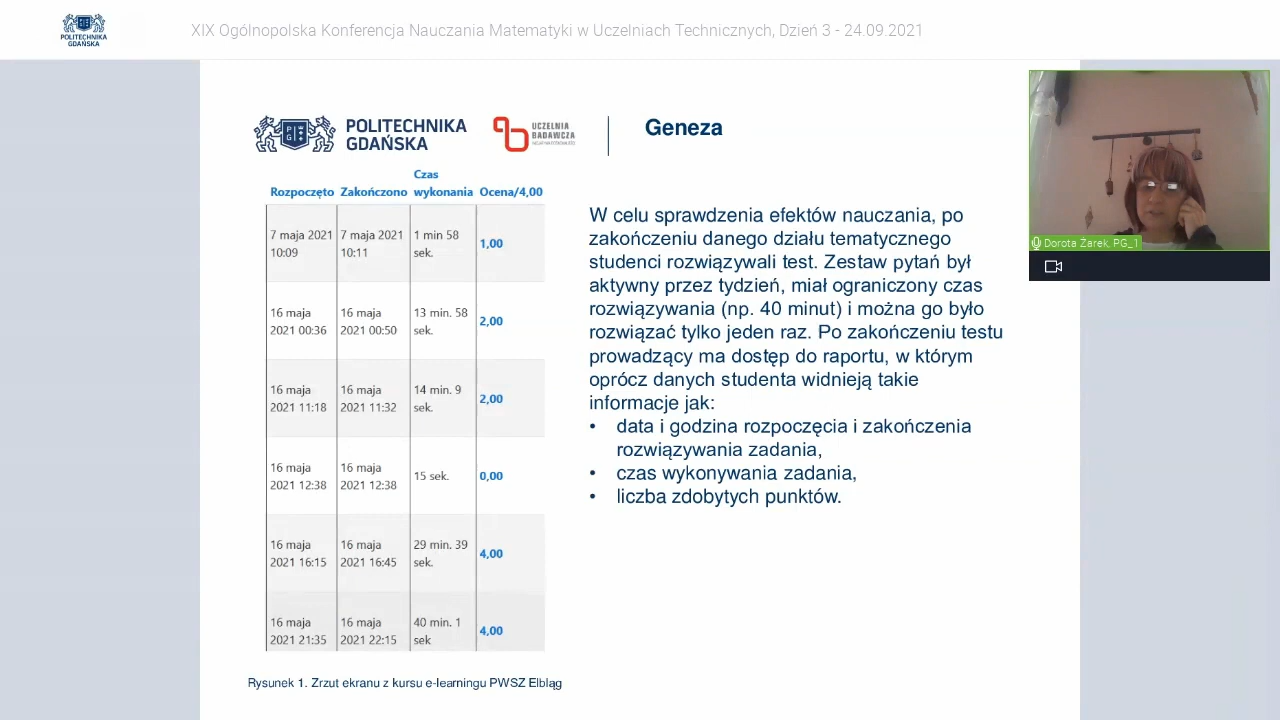 POLITECHNIKA
GDAŃSKA
XIX Ogólnopolska Konferencja Nauczania Matematyki w Uczelniach Technicznych, Dzień 3 - 24.09.2021
POLITECHNIKA
GDAŃSKA
UCZELNIA
BADAWCZA
Geneza
Czas
Rozpoczęto Zakończono wykonania Ocena/4,00
7 maja 2021 7 maja 2021 1 min 58 1,00
10:09 10:11 sek.
16 maja 16 maja 13 min. 58 2,00
2021 00:36 2021 00:50 sek.
16 maja 16 maja 14 min. 9 2,00
2021 11:18 2021 11:32 sek.
16 maja 16 maja 15 sek. 0,00
2021 12:38 2021 12:38
16 maja 16 maja 29 min. 39 4,00
2021 16:15 2021 16:45 sek.
16 maja 16 maja 40 min. 1 4,00
2021 21:35 2021 22:15 sek
Rysunek 1. Zrzut ekranu z kursu e-learningu PWSZ Elbląg
W celu sprawdzenia efektów nauczania, po
zakończeniu danego działu tematycznego
studenci rozwiązywali test. Zestaw pytań był
aktywny przez tydzień, miał ograniczony czas
rozwiązywania (np. 40 minut) i można go było
rozwiązać tylko jeden raz. Po zakończeniu testu
prowadzący ma dostęp do raportu, w którym
oprócz danych studenta widnieją takie
informacje jak:
• data i godzina rozpoczęcia i zakończenia
rozwiązywania zadania,
• czas wykonywania zadania,
• liczba zdobytych punktów.
Dorota Żarek, PG_1